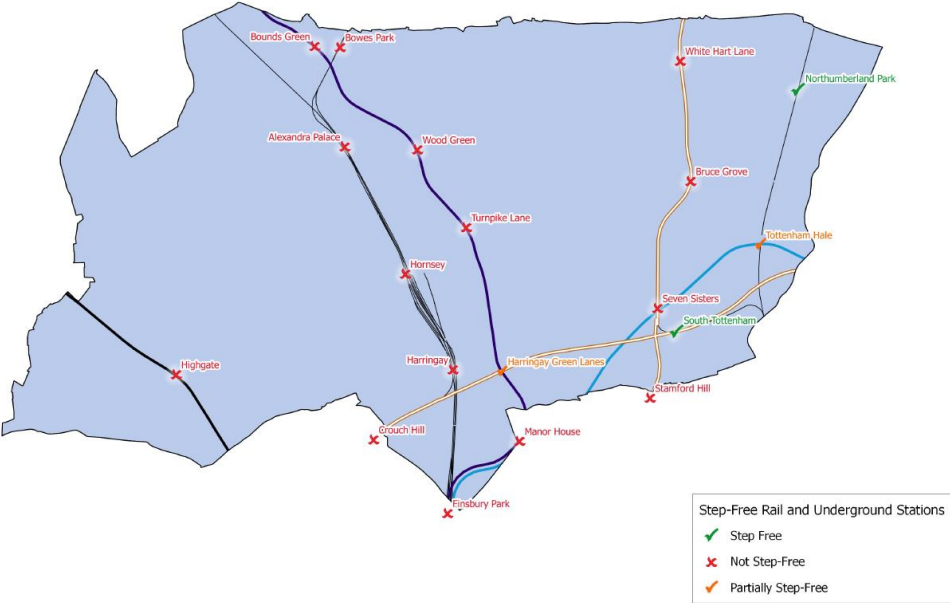 Bounds Green
Bowes Park
White Hart Lane
Northumberland Park
Alexandra Palace
Wood Green
Bruce Grove
Turnpike Lane
Tottenham Hale
Hornsey
Seven Sisters
South Tottenham
Highgate
Harringay
Harringay Green Lanes
Stamford Hill
Crouch Hill
Manor House
Finsbury Park
Step-Free Rail and Underground Stations
Step Free
Not Step-Free
Partially Step-Free